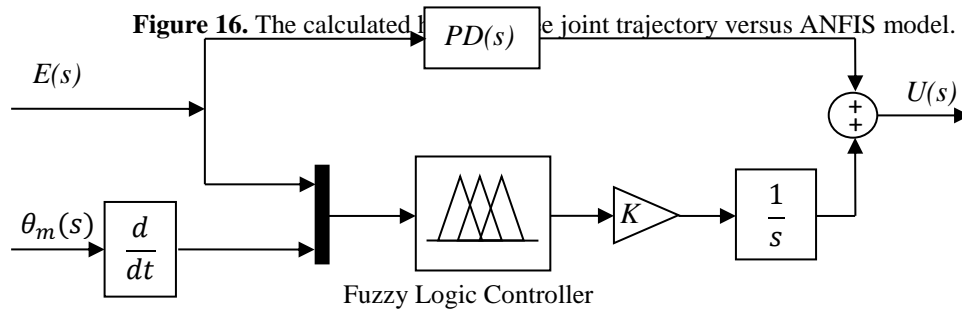 Figure 16. The calculated joint trajectory versus ANFIS model.
PD(s)
E(s)
U(s)
+
+
θm(s)
d
dt
K
1
s
Fuzzy Logic Controller